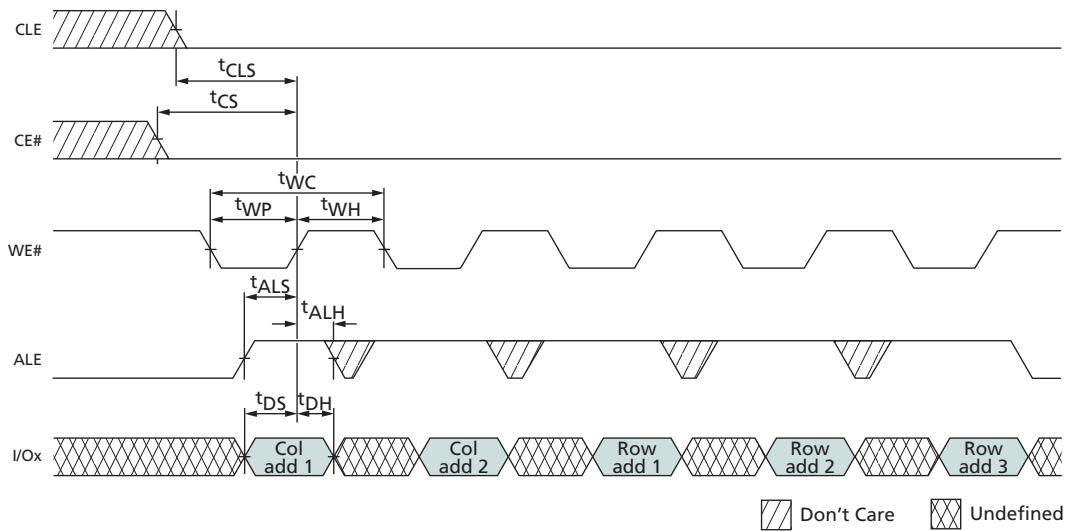 CLE
tCLS
tCS
CE#
tWC
tWP
tWH
WE#
tALS
tALH
ALE
tDS
tDH
I/Ox
Col
add 1
Col
add 2
Row
add 1
Row
add 2
Row
add 3
Don't Care
Undefined